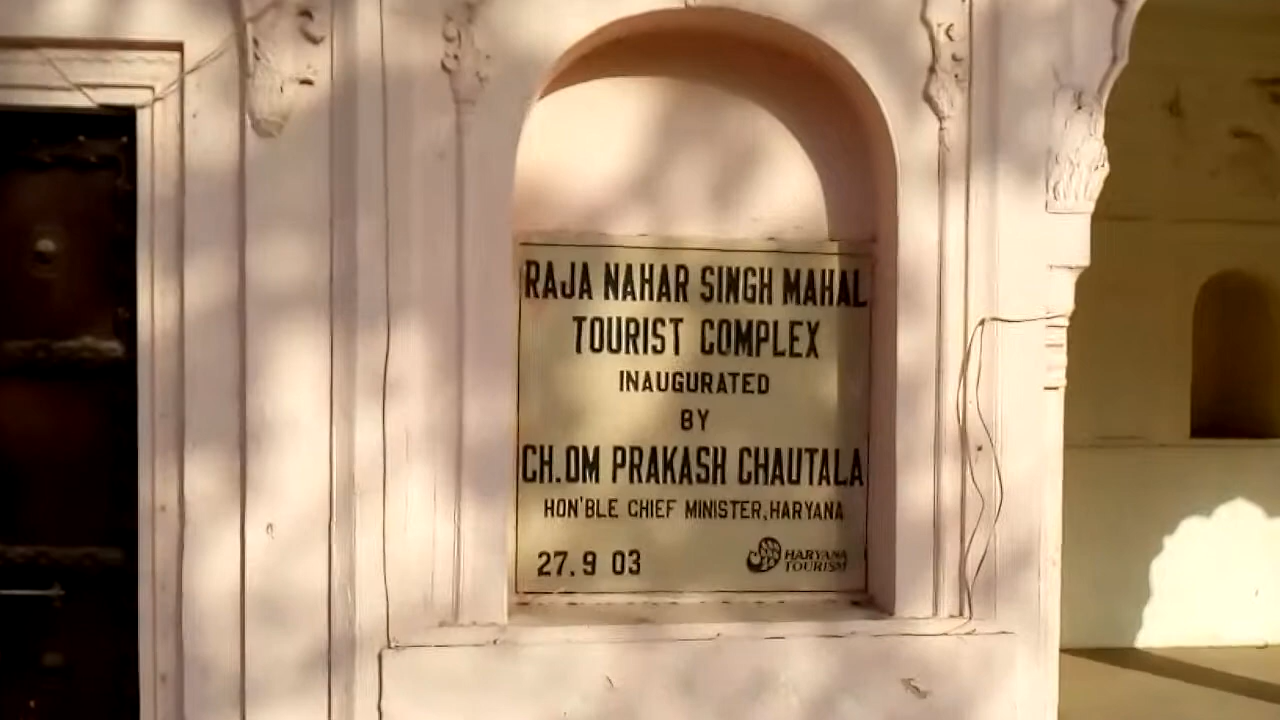 RAJA NAHAR SINGH MAHAL
TOURIST COMPLEX
INAUGURATED
BY
CH.OM PRAKASH CHAUTALA
HON'BLE CHIEF MINISTER,HARYANA
27.9 03
HARYANA
TOURISM